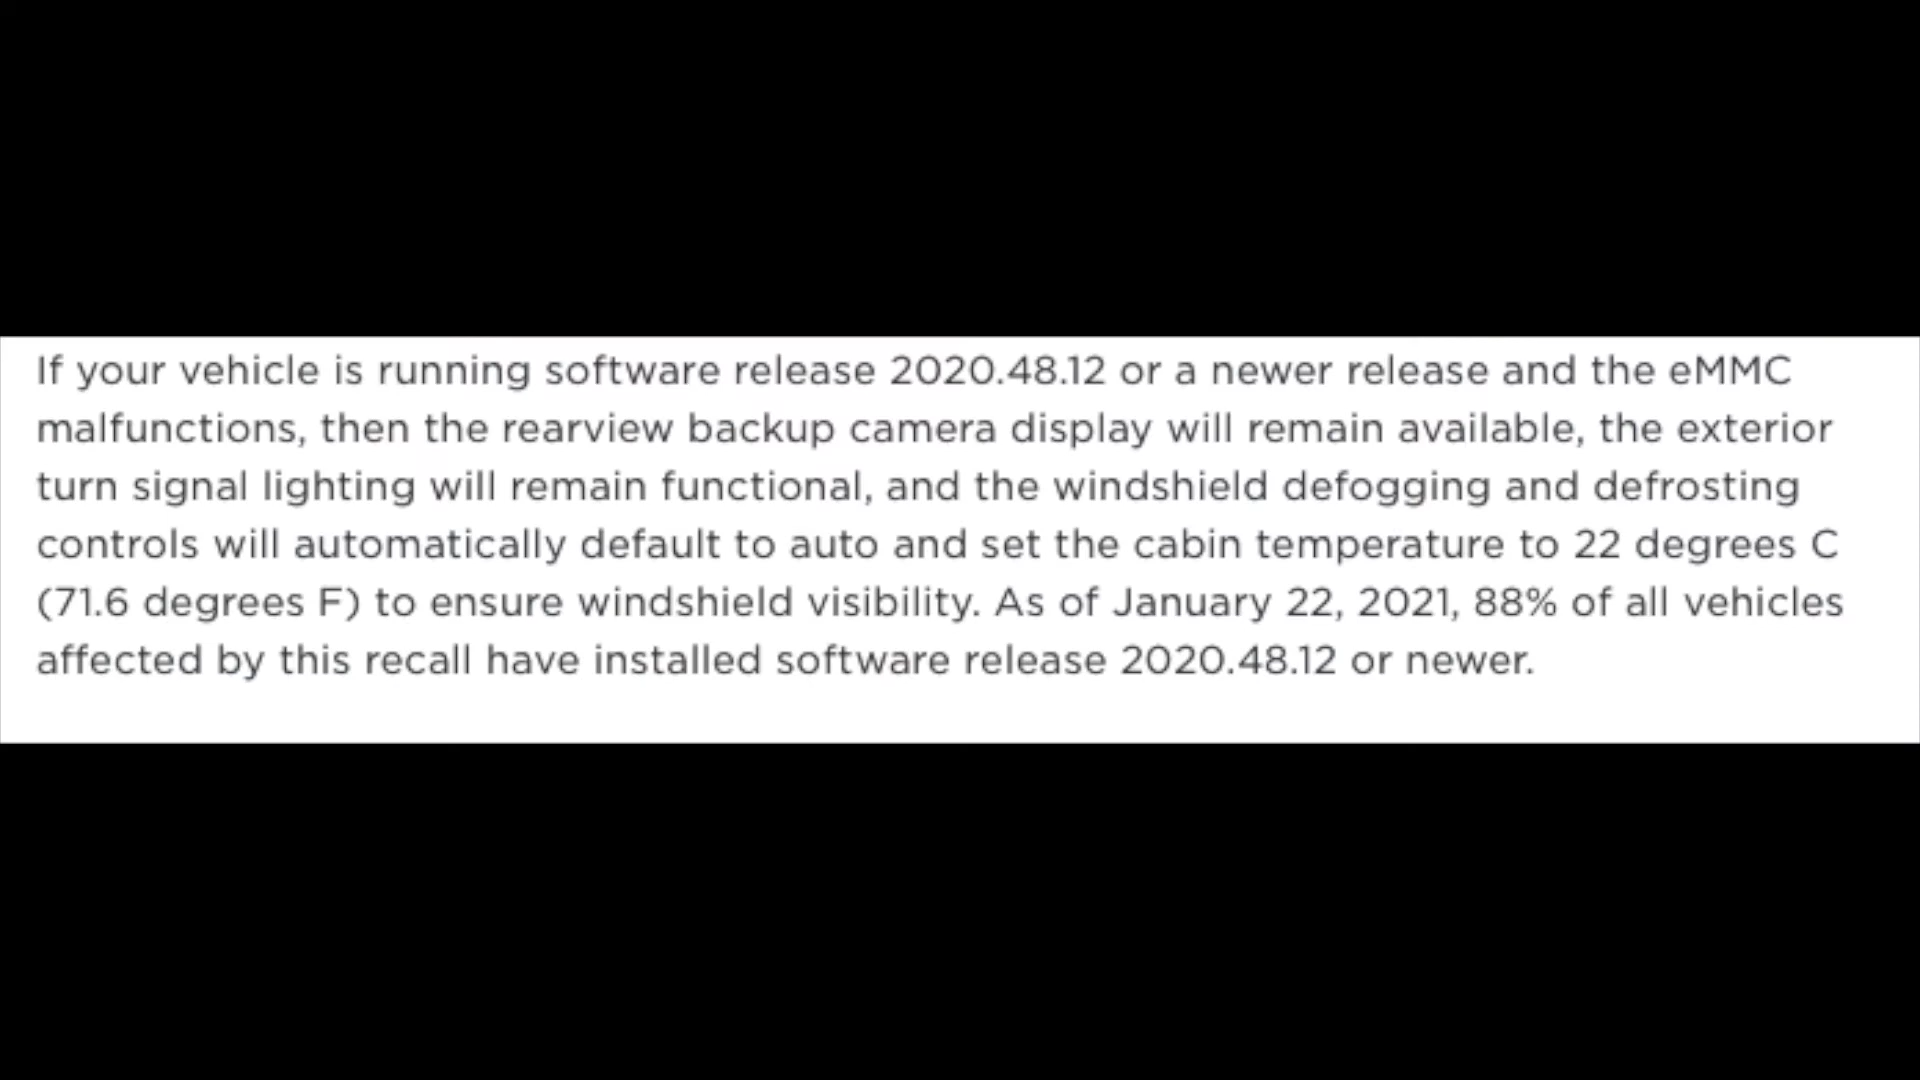 If your vehicle is running software release 2020.48.12 or a newer release and the eMMC
malfunctions, then the rearview backup camera display will remain available, the exterior
turn signal lighting will remain functional, and the windshield defogging and defrosting
controls will automatically default to auto and set the cabin temperature to 22 degrees C
(71.6 degrees F) to ensure windshield visibility. As of January 22, 2021, 88% of all vehicles
affected by this recall have installed software release 2020.48.12 or newer.